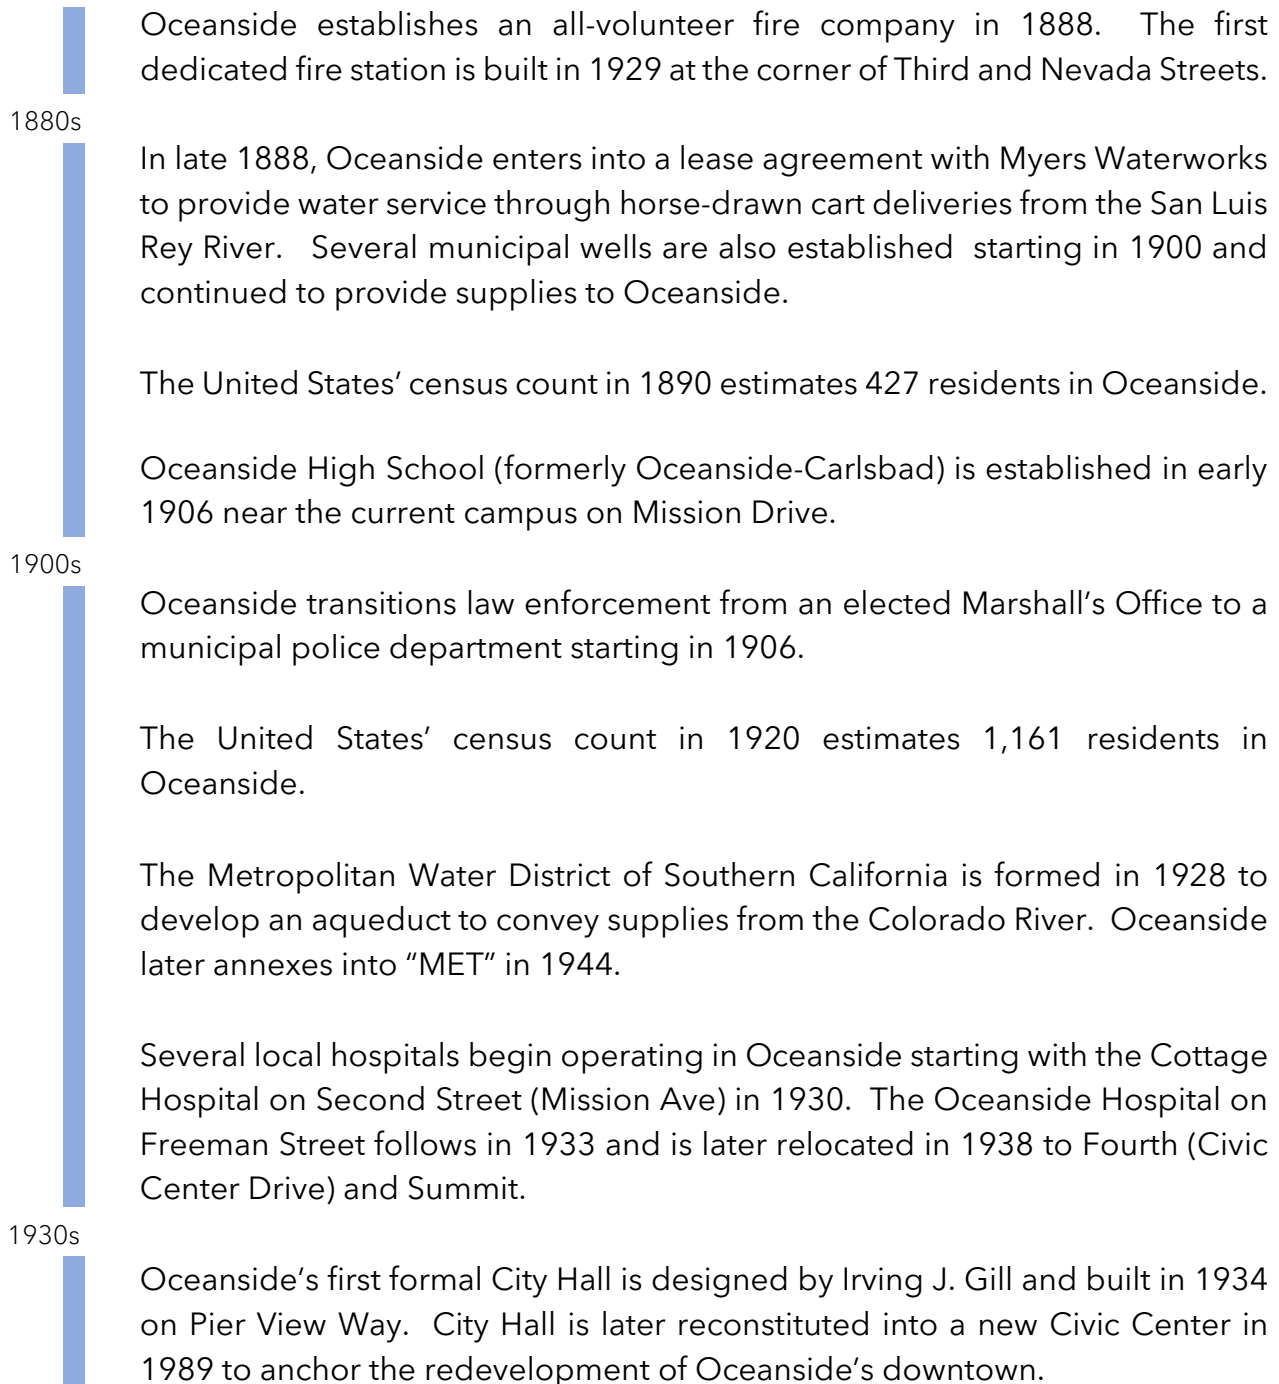 Oceanside establishes an all-volunteer fire company in 1888. The first
dedicated fire station is built in 1929 at the corner of Third and Nevada Streets.
1880s
In late 1888, Oceanside enters into a lease agreement with Myers Waterworks
to provide water service through horse-drawn cart deliveries from the San Luis
Rey River. Several municipal wells are also established starting in 1900 and
continued to provide supplies to Oceanside.
The United States’ census count in 1890 estimates 427 residents in Oceanside.
Oceanside High School (formerly Oceanside-Carlsbad) is established in early
1906 near the current campus on Mission Drive.
1900s
Oceanside transitions law enforcement from an elected Marshall’s Office to a
municipal police department starting in 1906.
The United States’ census count in 1920 estimates 1,161 residents in
Oceanside.
The Metropolitan Water District of Southern California is formed in 1928 to
develop an aqueduct to convey supplies from the Colorado River. Oceanside
later annexes into “MET” in 1944.
Several local hospitals begin operating in Oceanside starting with the Cottage
Hospital on Second Street (Mission Ave) in 1930. The Oceanside Hospital on
Freeman Street follows in 1933 and is later relocated in 1938 to Fourth (Civic
Center Drive) and Summit.
1930s
Oceanside’s first formal City Hall is designed by Irving J. Gill and built in 1934
on Pier View Way. City Hall is later reconstituted into a new Civic Center in
1989 to anchor the redevelopment of Oceanside’s downtown.